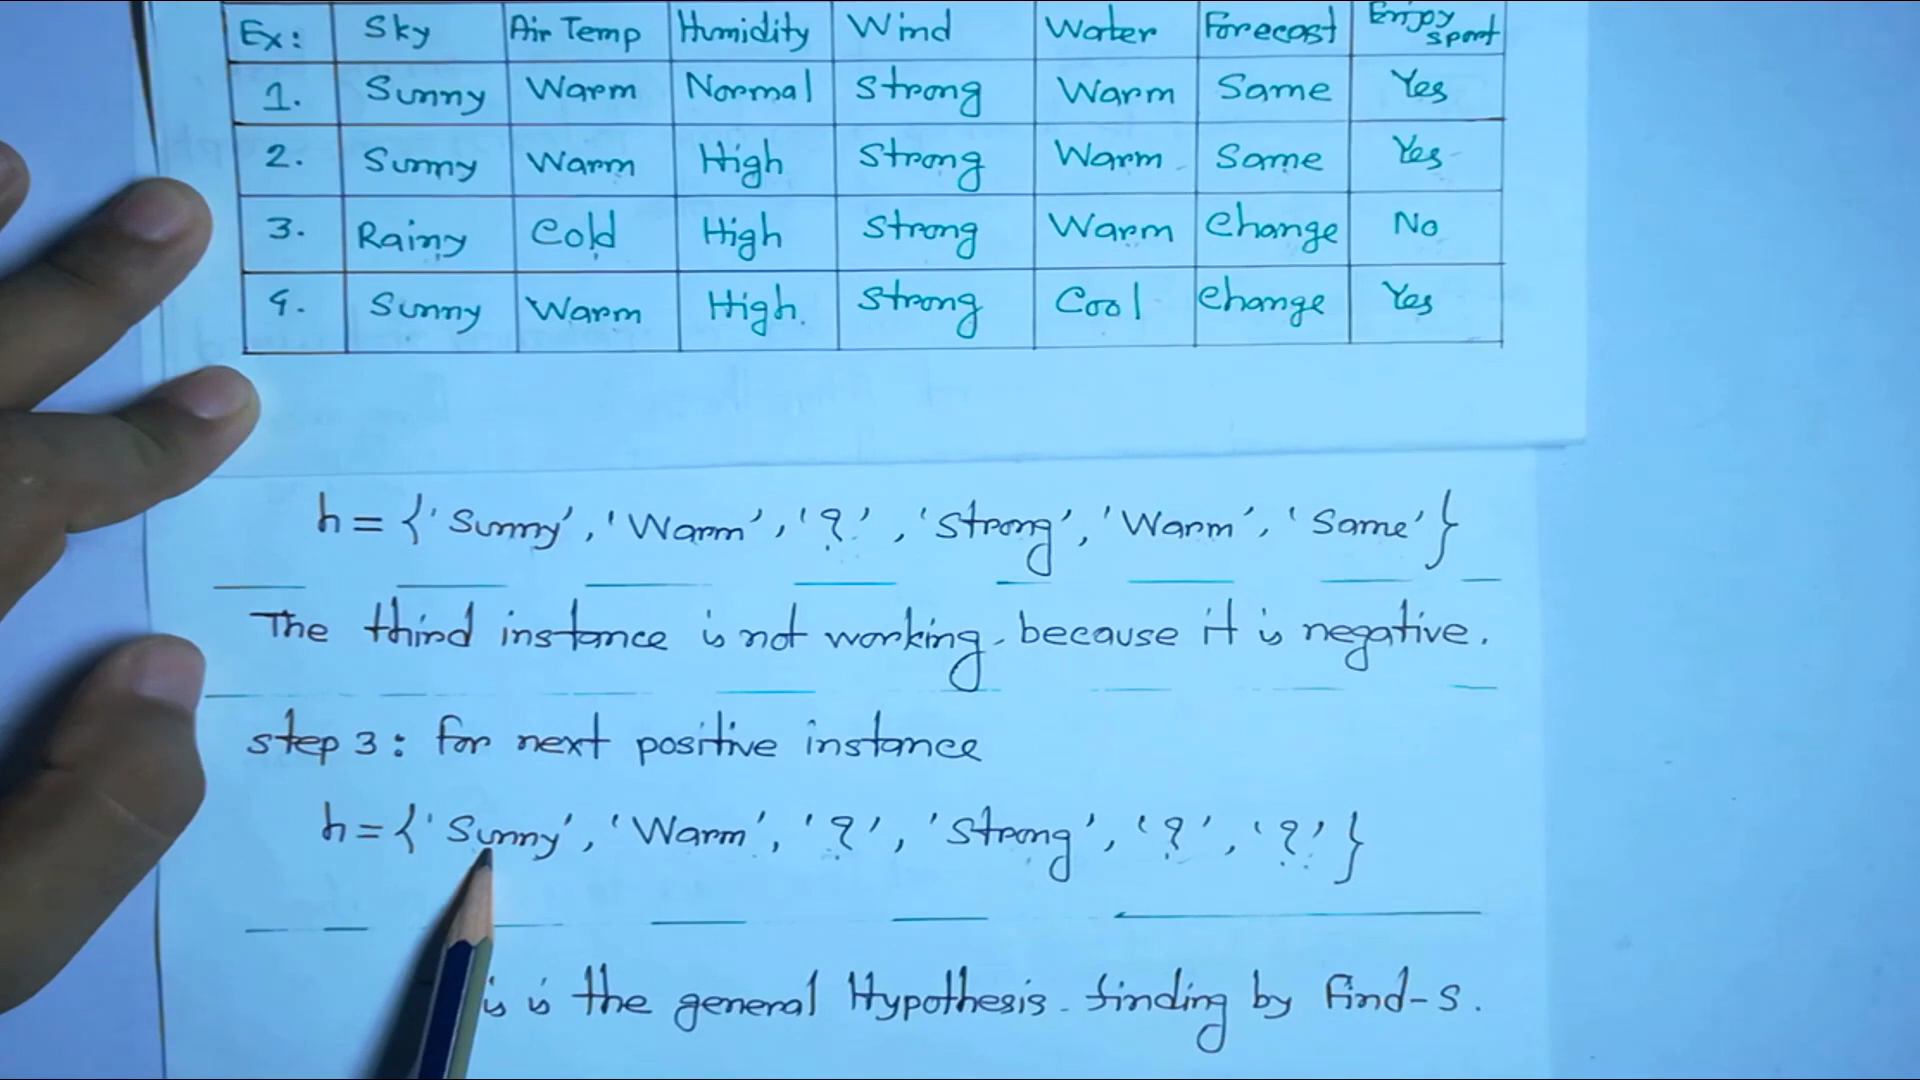 Ex: Sky Air Temp Humidity Wind Water Forecast Enjoy sport
1. Sunny Warm Normal Strong Warm Same Yes
2. Sunny Warm High Strong Warm Same Yes
3. Rainy Cold High Strong Warm Change No
4. Sunny Warm High Strong Cool Change Yes
h = {'Sunny', 'Warm', '?', 'Strong', 'Warm', 'Same'}
The third instance is not working because it is negative.
step 3: for next positive instance
h = {'Sunny', 'Warm', '?', 'Strong', '?', '?'}
is the general Hypothesis finding by Find-S.